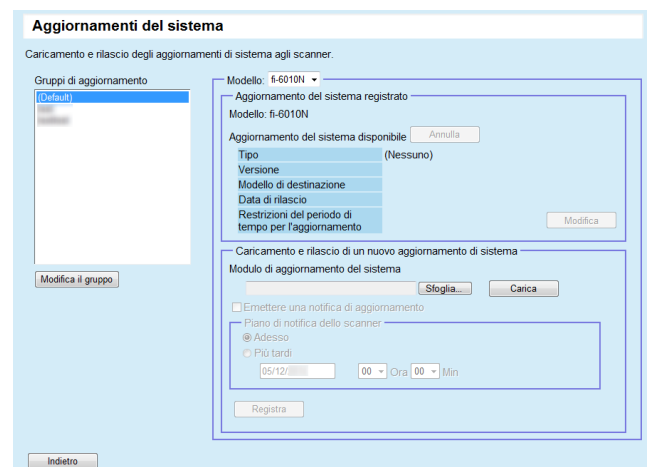 Aggiornamenti del sistema
Caricamento e rilascio degli aggiornamenti di sistema agli scanner.
Gruppi di aggiornamento
(Default)
Modifica il gruppo
Modello: fi-6010N
Aggiornamento del sistema registrato
Modello: fi-6010N
Aggiornamento del sistema disponibile Annulla
Tipo (Nessuno)
Versione
Modello di destinazione
Data di rilascio
Restrizioni del periodo di
tempo per l'aggiornamento
Modifica
Caricamento e rilascio di un nuovo aggiornamento di sistema
Modulo di aggiornamento del sistema
Sfoglia... Carica
Emettere una notifica di aggiornamento
Piano di notifica dello scanner
Adesso
Più tardi
05/12/ 00 Ora 00 Min
Registra
Indietro